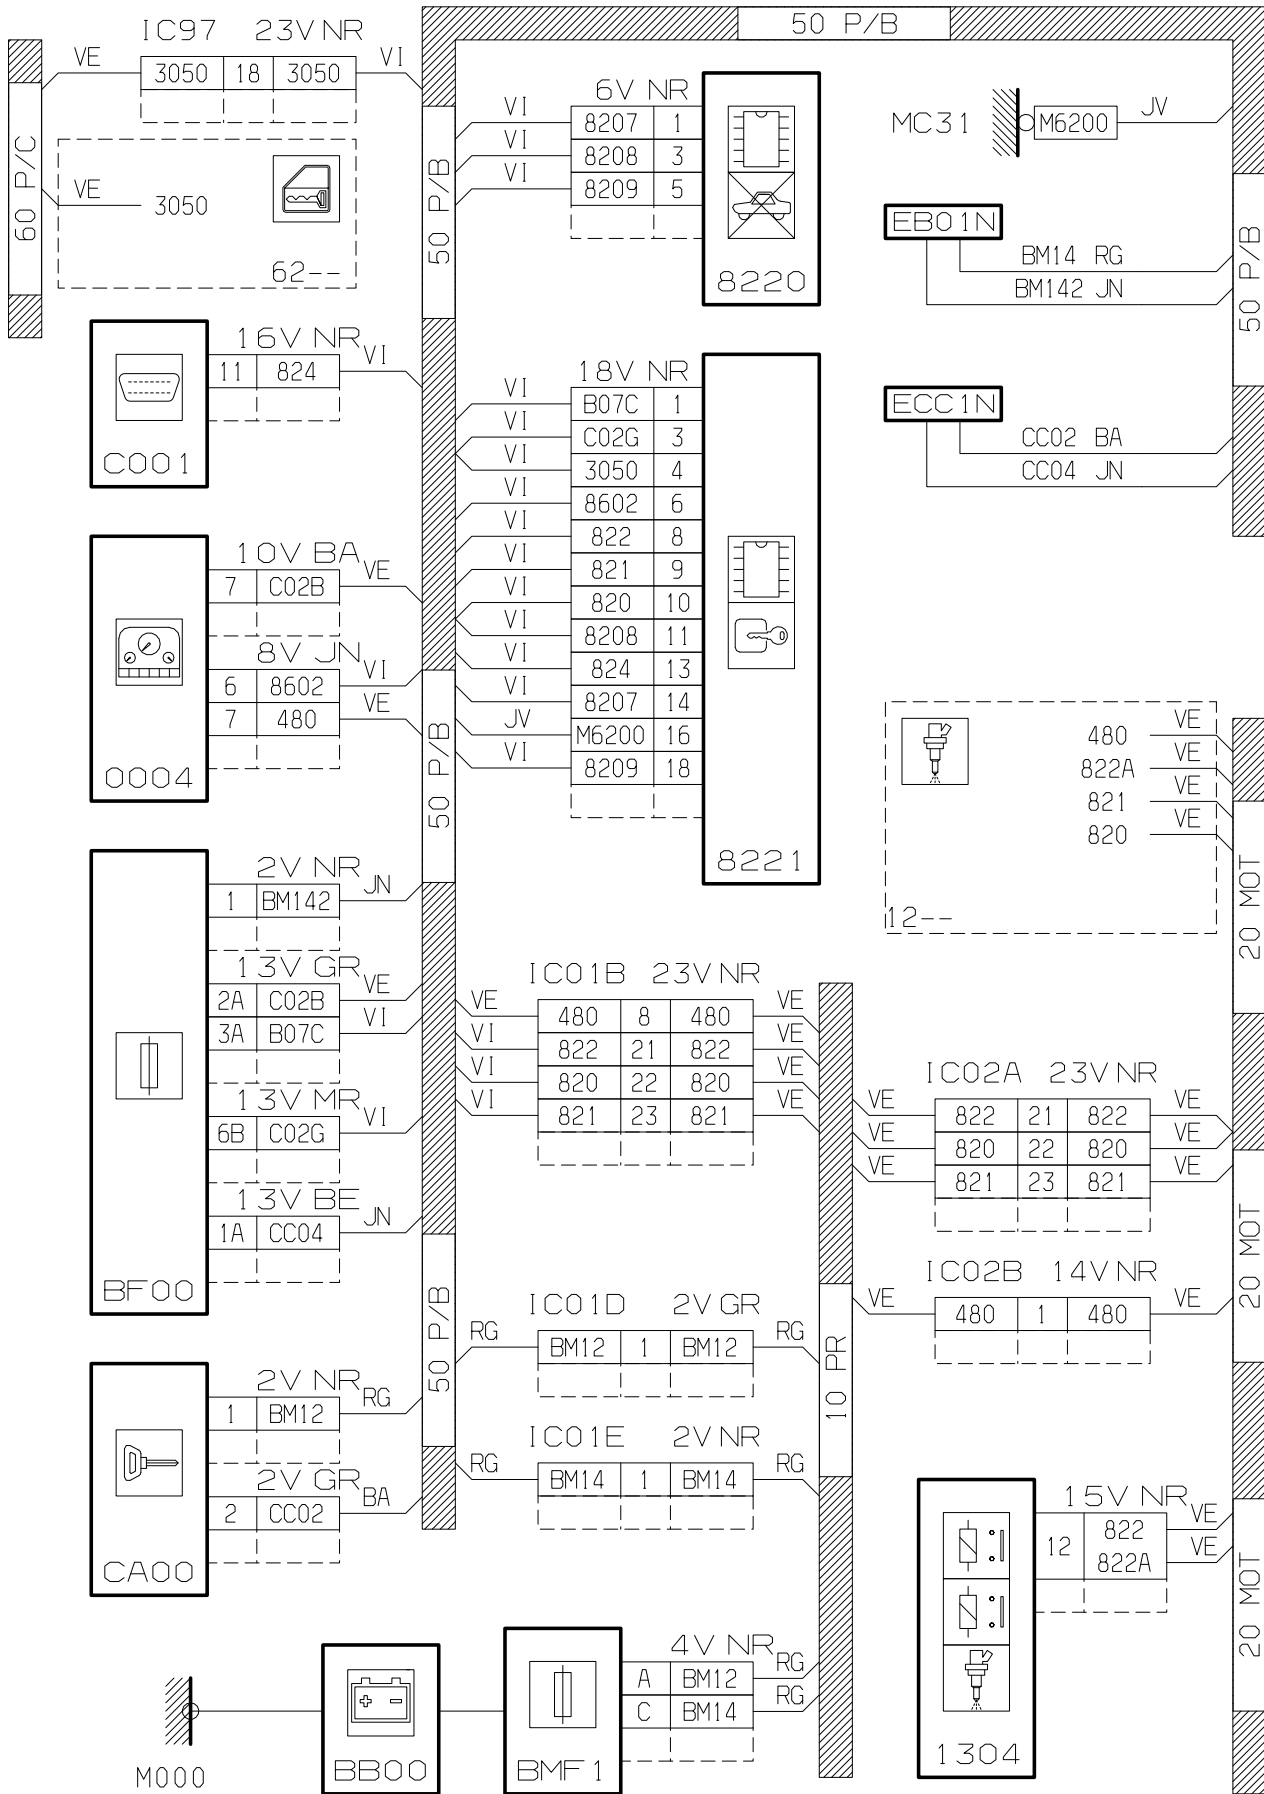 50 P/B
IC97 23V NR
VE 3050 18 3050 VI
60 P/C
VE 3050
62--
50 P/B
6V NR
VI 8207 1
VI 8208 3
VI 8209 5
8220
MC31 M6200 JV
EB01N
BM14 RG
BM142 JN
50 P/B
C001
16V NR
11 824 VI
18V NR
VI B07C 1
VI C02G 3
VI 3050 4
VI 8602 6
VI 822 8
VI 821 9
VI 820 10
VI 8208 11
VI 824 13
VI 8207 14
JV M6200 16
VI 8209 18
8221
ECC1N
CC02 BA
CC04 JN
10V BA
7 C02B VE
8V JN
6 8602 VI
7 480 VE
0004
50 P/B
480 VE
822A VE
821 VE
820 VE
12--
20 MOT
2V NR
1 BM142 JN
13V GR
2A C02B VE
3A B07C VI
13V MR
6B C02G VI
13V BE
1A CC04 JN
BF00
IC01B 23V NR
VE 480 8 480 VE
VI 822 21 822 VE
VI 820 22 820 VE
VI 821 23 821 VE
IC02A 23V NR
VE 822 21 822 VE
VE 820 22 820 VE
VE 821 23 821 VE
20 MOT
IC02B 14V NR
VE 480 1 480 VE
50 P/B
IC01D 2V GR
RG BM12 1 BM12 RG
10 PR
IC01E 2V NR
RG BM14 1 BM14 RG
2V NR
1 BM12 RG
2V GR
2 CC02 BA
CA00
15V NR
12 822 VE
822A VE
1304
20 MOT
M000
BB00
4V NR
A BM12 RG
C BM14 RG
BMF1